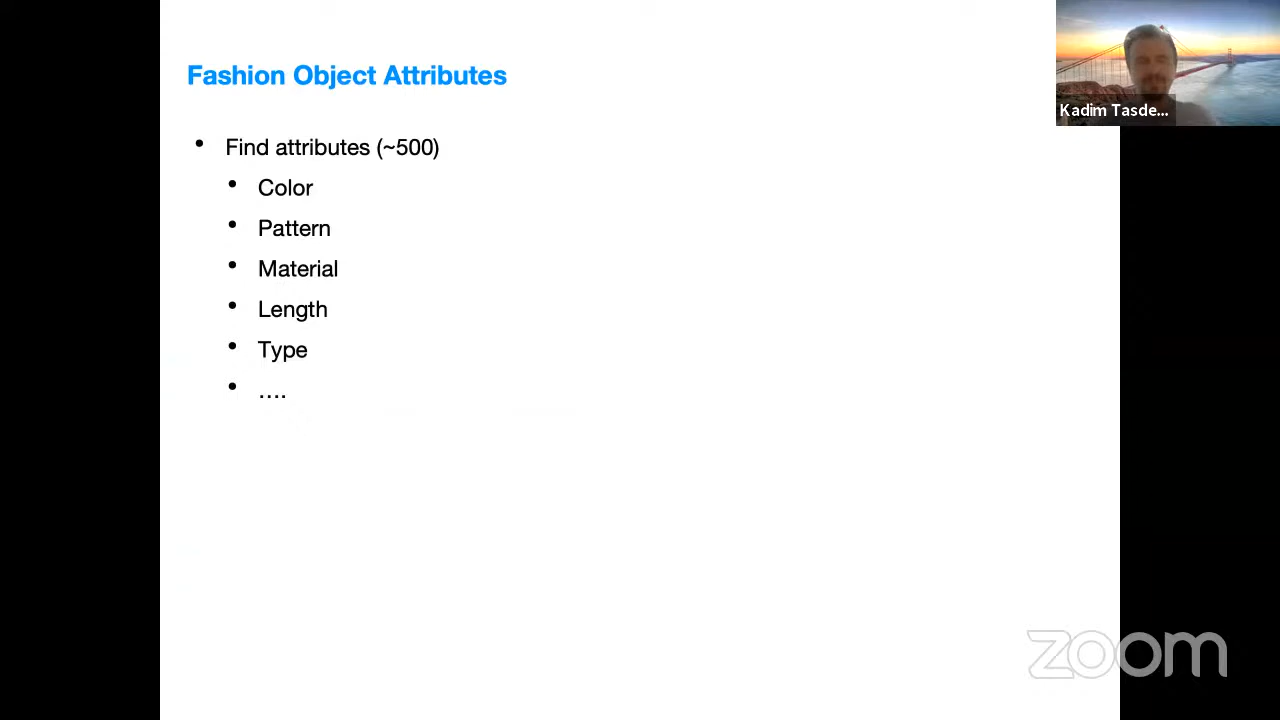 Fashion Object Attributes
• Find attributes (~500)
• Color
• Pattern
• Material
• Length
• Type
• ....
Kadim Tasde...
zoom